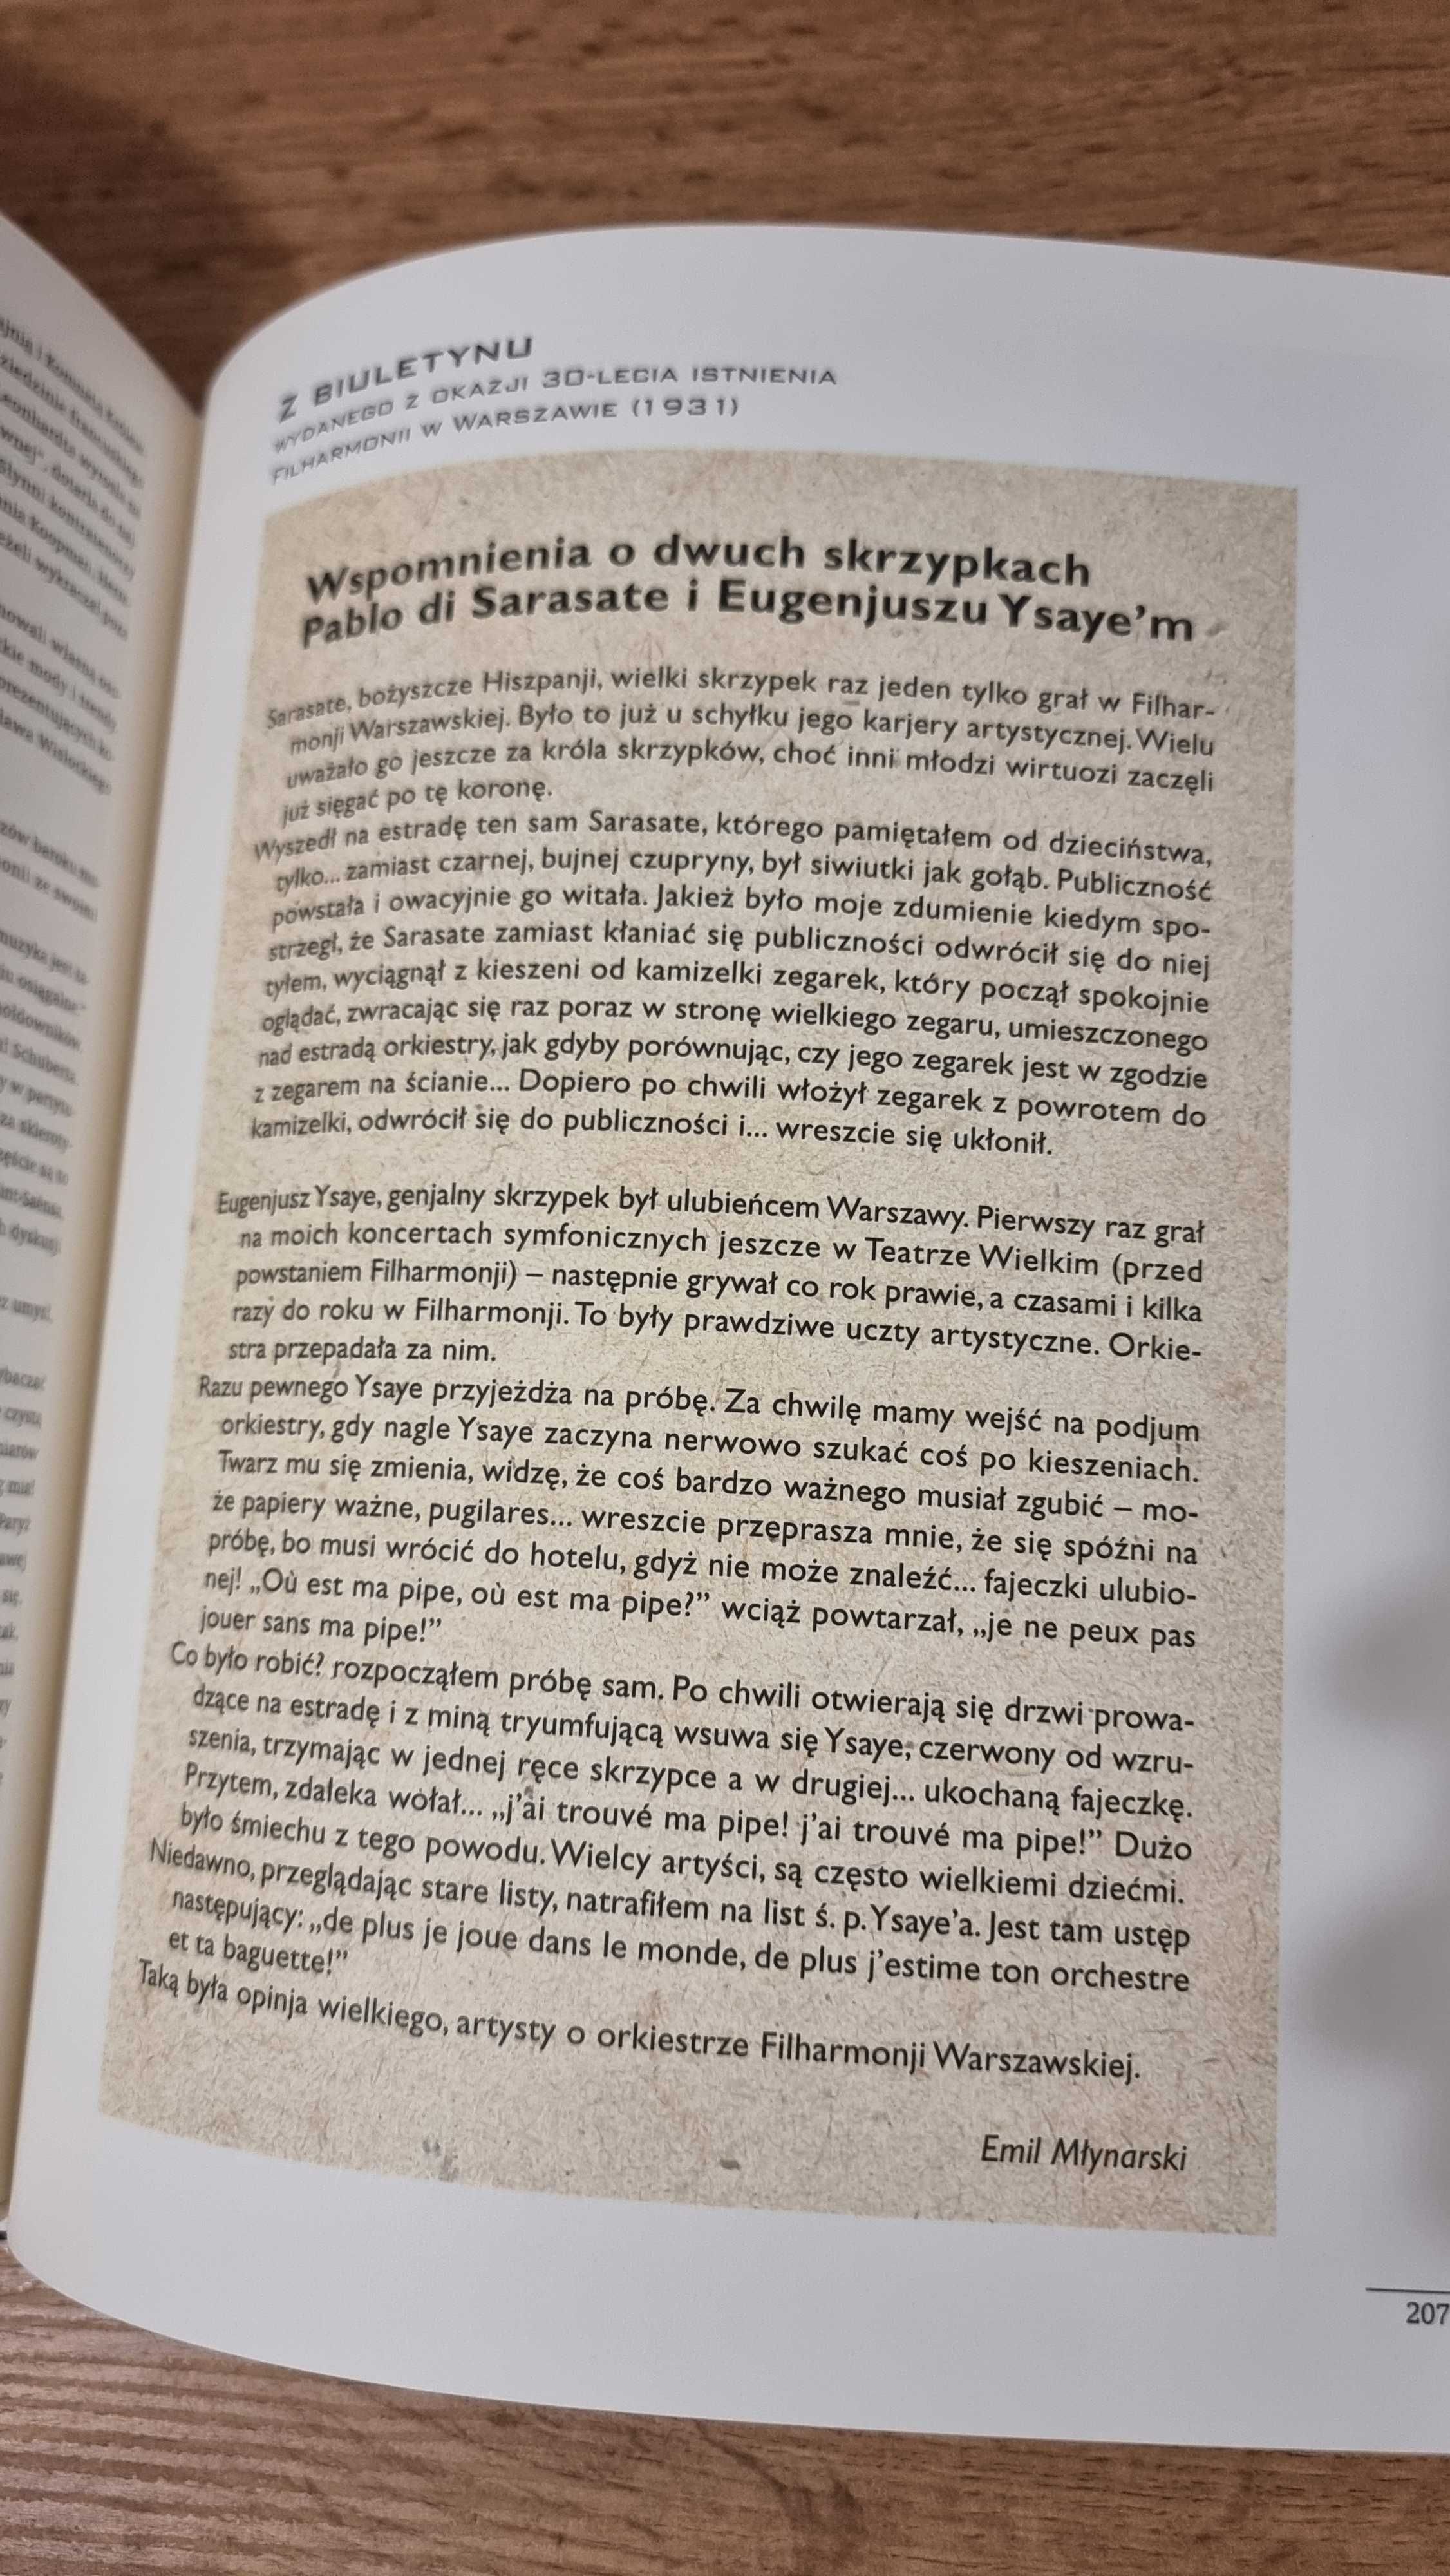 Z BIULETYNU
WYDANEGO Z OKAZJI 30-LECIA ISTNIENIA
FILHARMONII W WARSZAWIE (1931)
Wspomnienia o dwuch skrzypkach
Pablo di Sarasate i Eugenjuszu Ysaye’m
Sarasate, bożyszcze Hiszpanji, wielki skrzypek raz jeden tylko grał w Filhar-
monji Warszawskiej. Było to już u schyłku jego karjery artystycznej. Wielu
uważało go jeszcze za króla skrzypków, choć inni młodzi wirtuozi zaczęli
już sięgać po tę koronę.
Wyszedł na estradę ten sam Sarasate, którego pamiętałem od dzieciństwa,
tylko... zamiast czarnej, bujnej czupryny, był siwiutki jak gołąb. Publiczność
powstała i owacyjnie go witała. Jakież było moje zdumienie kiedym spo-
strzegł, że Sarasate zamiast kłaniać się publiczności odwrócił się do niej
tyłem, wyciągnął z kieszeni od kamizelki zegarek, który począł spokojnie
oglądać, zwracając się raz poraz w stronę wielkiego zegaru, umieszczonego
nad estradą orkiestry, jak gdyby porównując, czy jego zegarek jest w zgodzie
z zegarem na ścianie... Dopiero po chwili włożył zegarek z powrotem do
kamizelki, odwrócił się do publiczności i... wreszcie się ukłonił.
Eugenjusz Ysaye, genjalny skrzypek był ulubieńcem Warszawy. Pierwszy raz grał
na moich koncertach symfonicznych jeszcze w Teatrze Wielkim (przed
powstaniem Filharmonji) – następnie grywał co rok prawie, a czasami i kilka
razy do roku w Filharmonji. To były prawdziwe uczty artystyczne. Orkie-
stra przepadała za nim.
Razu pewnego Ysaye przyjeżdża na próbę. Za chwilę mamy wejść na podjum
orkiestry, gdy nagle Ysaye zaczyna nerwowo szukać coś po kieszeniach.
Twarz mu się zmienia, widzę, że coś bardzo ważnego musiał zgubić – mo-
że papiery ważne, pugilares... wreszcie przeprasza mnie, że się spóźni na
próbę, bo musi wrócić do hotelu, gdyż nie może znaleźć... fajeczki ulubio-
nej! „Où est ma pipe, où est ma pipe?” wciąż powtarzał, „je ne peux pas
jouer sans ma pipe!”
Co było robić? rozpocząłem próbę sam. Po chwili otwierają się drzwi prowa-
dzące na estradę i z miną tryumfującą wsuwa się Ysaye, czerwony od wzru-
szenia, trzymając w jednej ręce skrzypce a w drugiej... ukochaną fajeczkę.
Przytem, zdaleka wołał... „j’ai trouvé ma pipe! j’ai trouvé ma pipe!” Dużo
było śmiechu z tego powodu. Wielcy artyści, są często wielkiemi dziećmi.
Niedawno, przeglądając stare listy, natrafiłem na list ś. p. Ysaye’a. Jest tam ustęp
następujący: „de plus je joue dans le monde, de plus j’estime ton orchestre
et ta baguette!”
Taką była opinja wielkiego, artysty o orkiestrze Filharmonji Warszawskiej.
Emil Młynarski
207